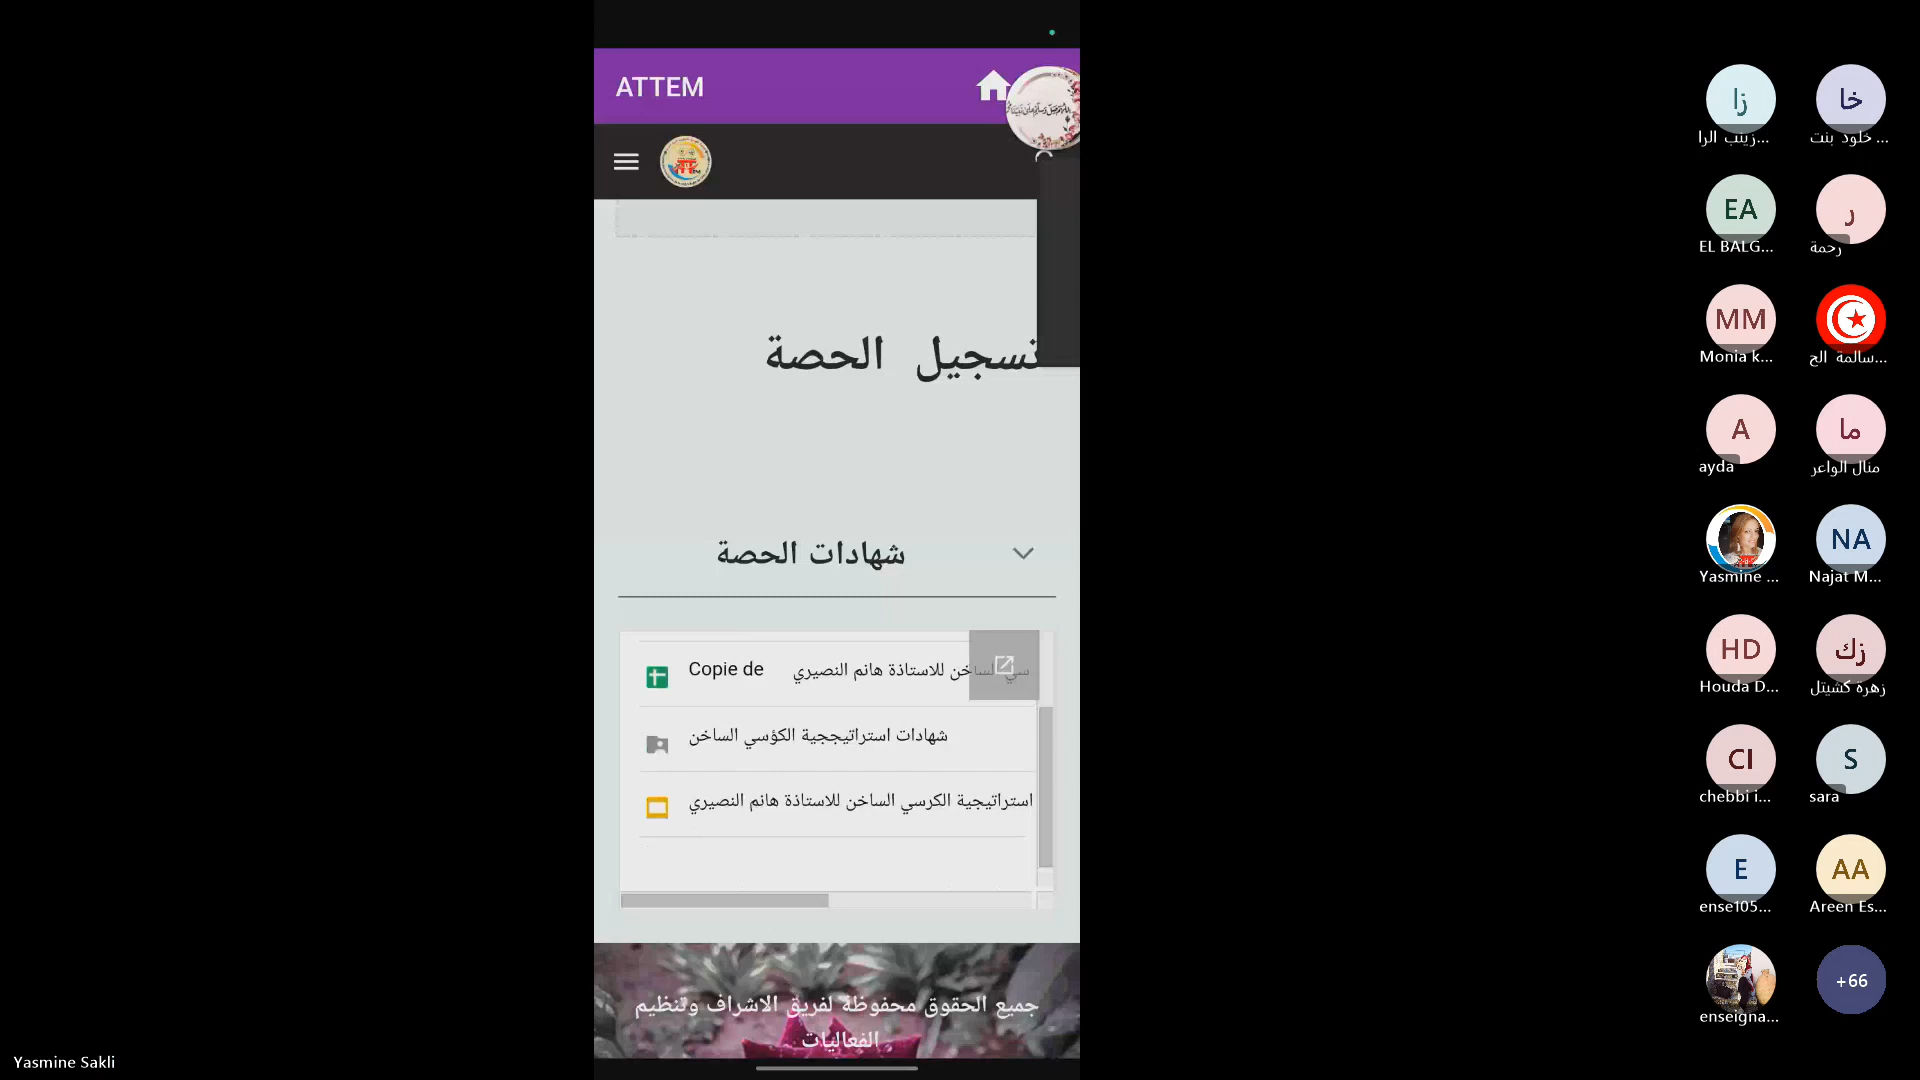 ATTEM
تسجيل الحصة
شهادات الحصة
Copie de سي الساخن للاستاذة هانم النصيري
شهادات استراتيججية الكؤسي الساخن
استراتيجية الكرسي الساخن للاستاذة هانم النصيري
جميع الحقوق محفوظة لفريق الاشراف وتنظيم
الفعاليات
Yasmine Sakli
زا
خا
زينب الرا...
خلود بنت ...
EA
ر
EL BALG...
رحمة
MM
Monia k...
سالمة الح...
A
ما
ayda
منال الواعر
NA
Yasmine ...
Najat M...
HD
زك
Houda D...
زهرة كشيتل
CI
S
chebbi i...
sara
E
AA
ense105...
Areen Es...
+66
enseigna...